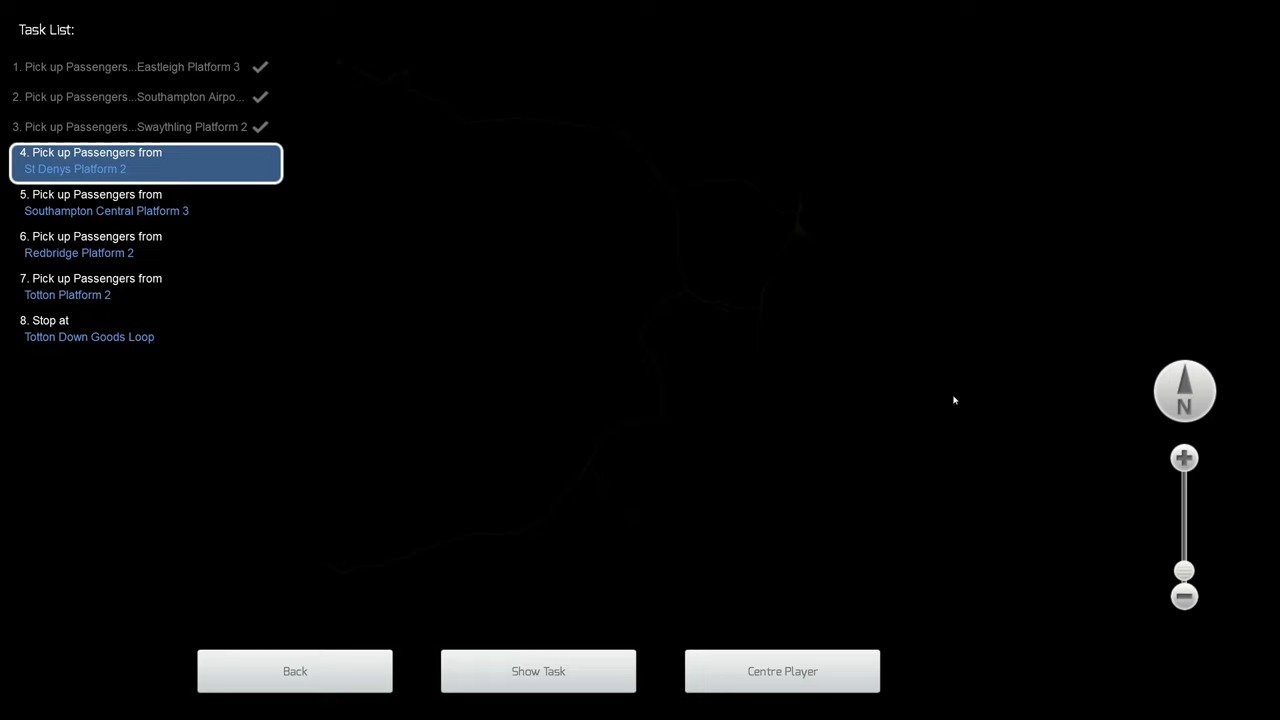 Task List:
1. Pick up Passengers...Eastleigh Platform 3
2. Pick up Passengers...Southampton Airpo...
3. Pick up Passengers...Swaythling Platform 2
4. Pick up Passengers from
St Denys Platform 2
5. Pick up Passengers from
Southampton Central Platform 3
6. Pick up Passengers from
Redbridge Platform 2
7. Pick up Passengers from
Totton Platform 2
8. Stop at
Totton Down Goods Loop
N
Back
Show Task
Centre Player